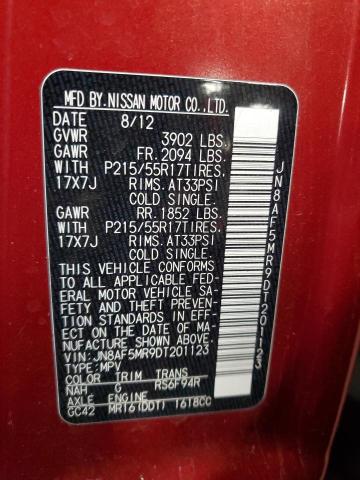 MFD BY. NISSAN MOTOR CO., LTD.
DATE 8/12
GVWR 3902 LBS.
GAWR FR. 2094 LBS.
WITH P215/55R17TIRES,
17X7J RIMS, AT33PSI
COLD SINGLE.
GAWR RR. 1852 LBS.
WITH P215/55R17TIRES,
17X7J RIMS, AT33PSI
COLD SINGLE.
THIS VEHICLE CONFORMS
TO ALL APPLICABLE FED-
ERAL MOTOR VEHICLE SA-
FETY AND THEFT PREVEN-
TION STANDARDS IN EFF-
ECT ON THE DATE OF MA-
NUFACTURE SHOWN ABOVE.
VIN: JN8AF5MR9DT201123
TYPE: MPV
COLOR TRIM TRANS
NAH G RS6F94R
AXLE ENGINE
GC42 MR16(DDT) 1618CC
JN8AF5MR9DT201123